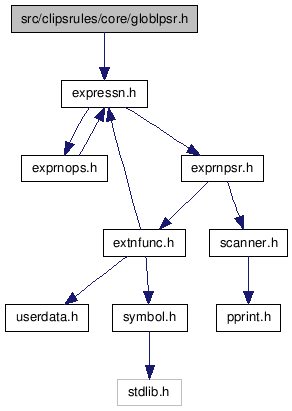 src/clipsrules/core/globlpsr.h
expressn.h
exprnops.h
exprnpsr.h
extnfunc.h
scanner.h
userdata.h
symbol.h
pprint.h
stdlib.h